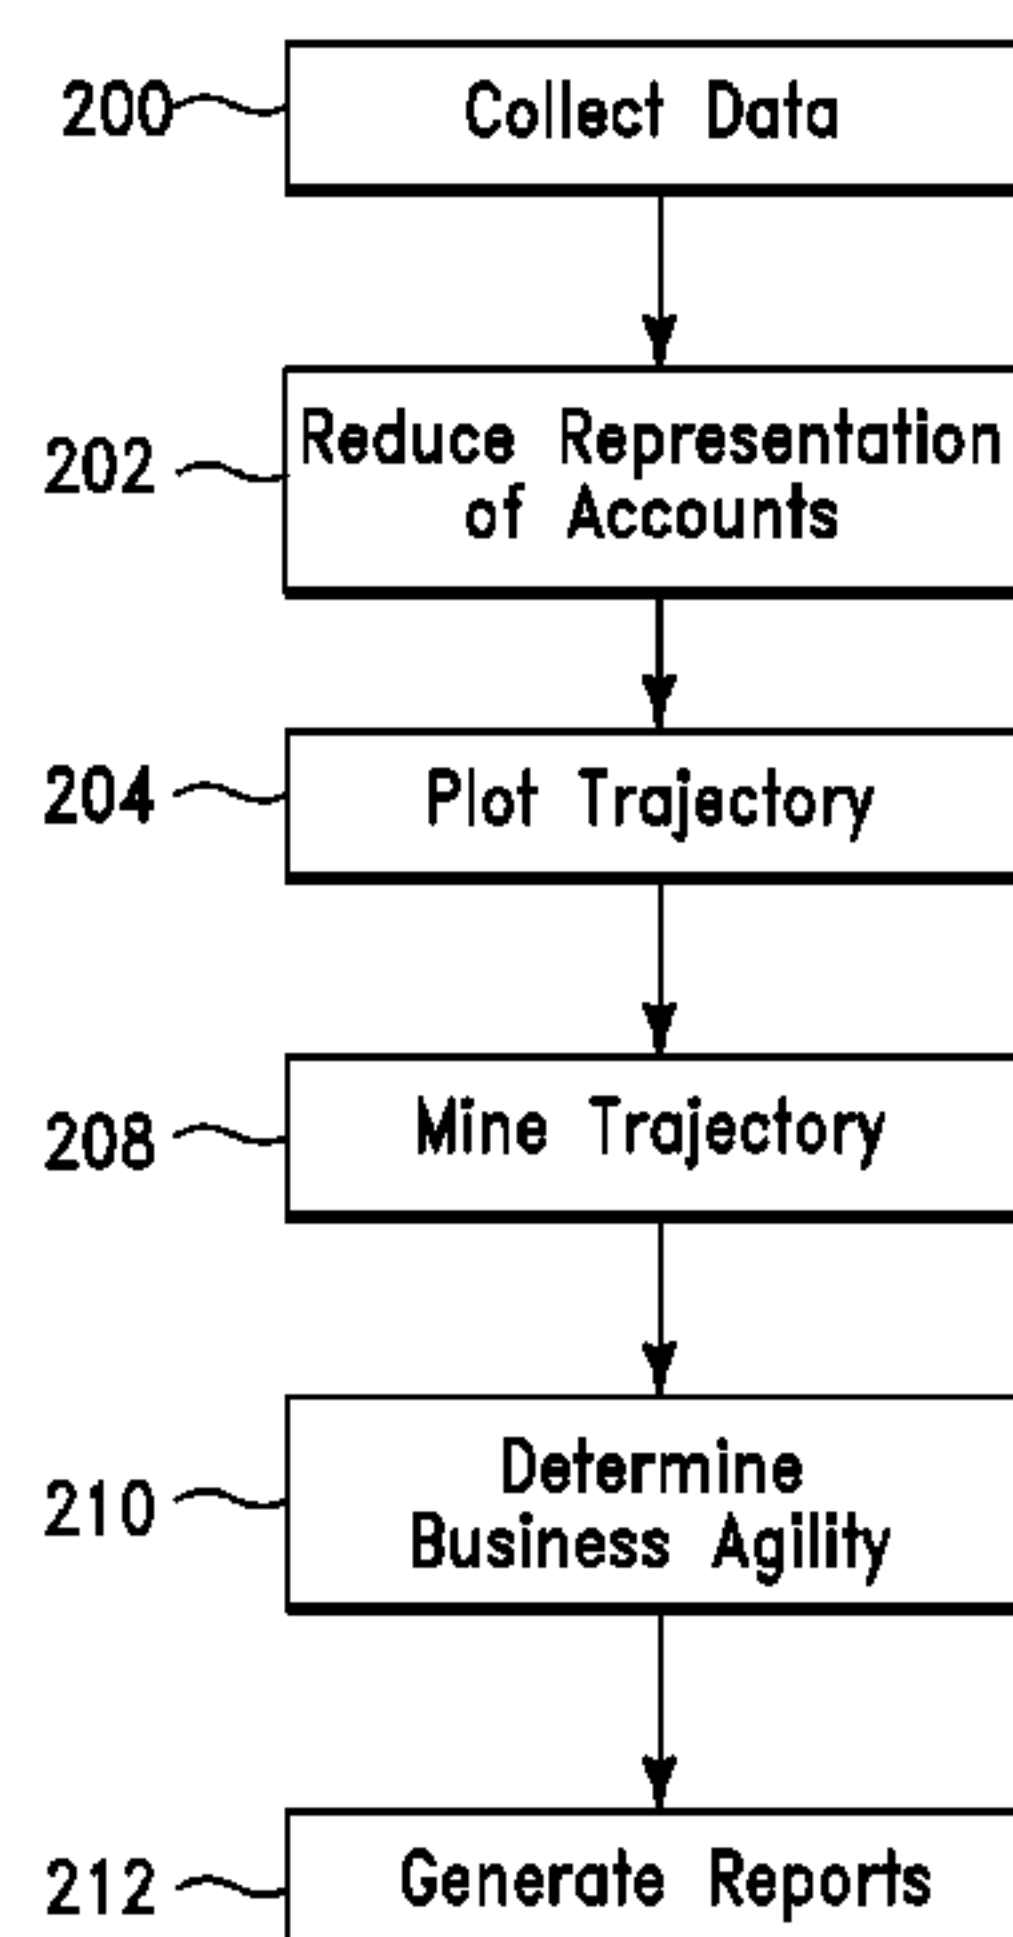 200 Collect Data
202 Reduce Representation
of Accounts
204 Plot Trajectory
208 Mine Trajectory
210 Determine
Business Agility
212 Generate Reports